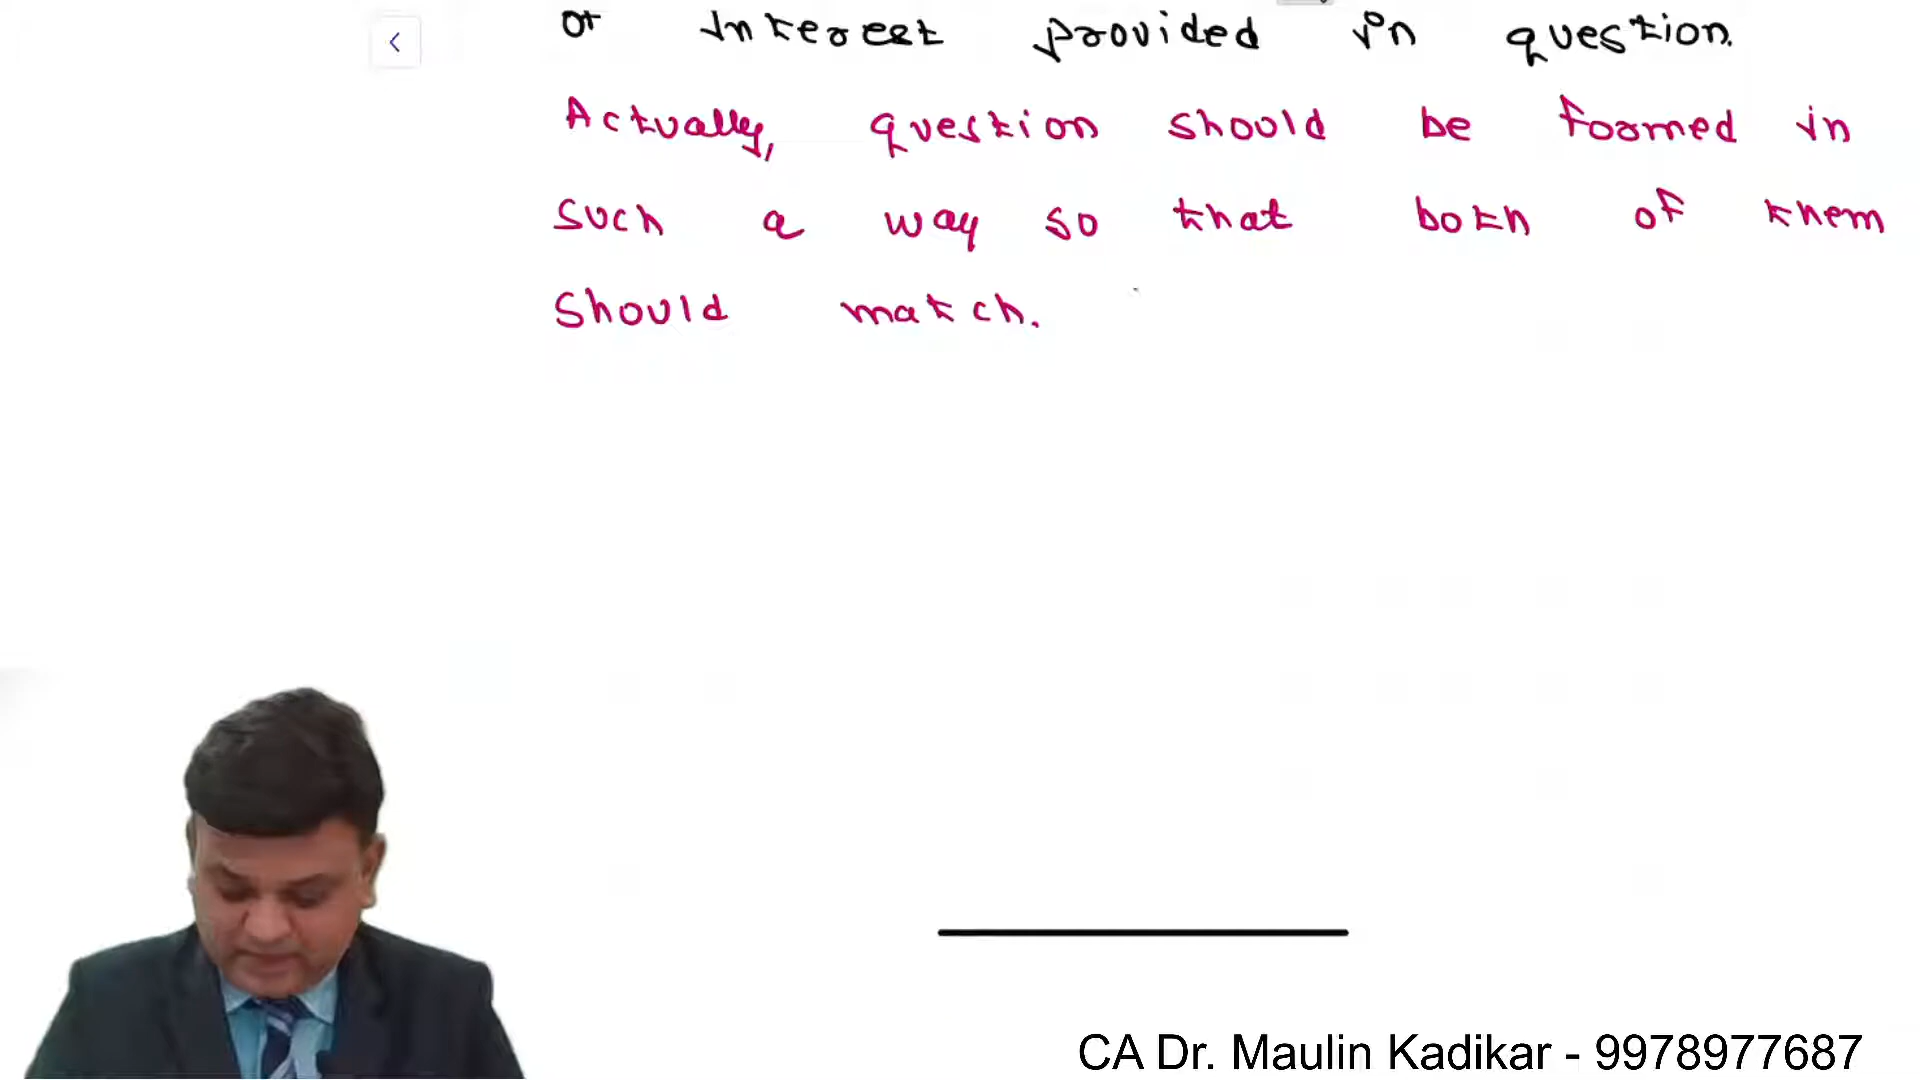 of interest provided in question.
Actually, question should be formed in
such a way so that both of them
should match.
CA Dr. Maulin Kadikar - 9978977687